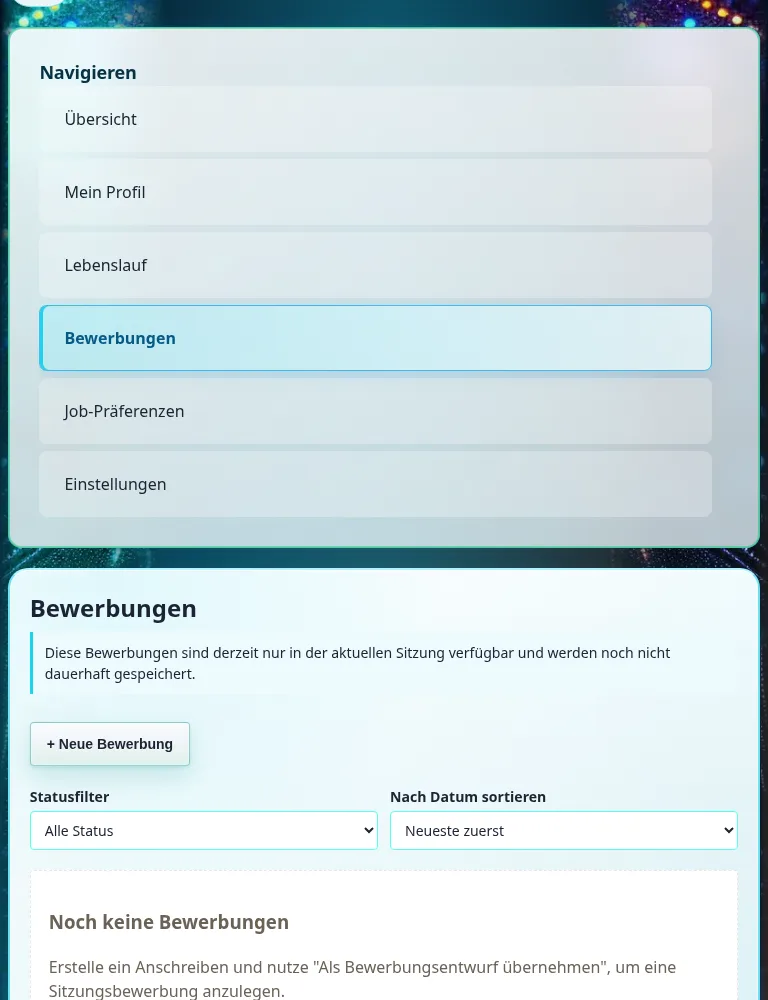 Navigieren
Übersicht
Mein Profil
Lebenslauf
Bewerbungen
Job-Präferenzen
Einstellungen
Bewerbungen
Diese Bewerbungen sind derzeit nur in der aktuellen Sitzung verfügbar und werden noch nicht
dauerhaft gespeichert.
+ Neue Bewerbung
Statusfilter
Nach Datum sortieren
Alle Status
Neueste zuerst
Noch keine Bewerbungen
Erstelle ein Anschreiben und nutze "Als Bewerbungsentwurf übernehmen", um eine
Sitzungsbewerbung anzulegen.